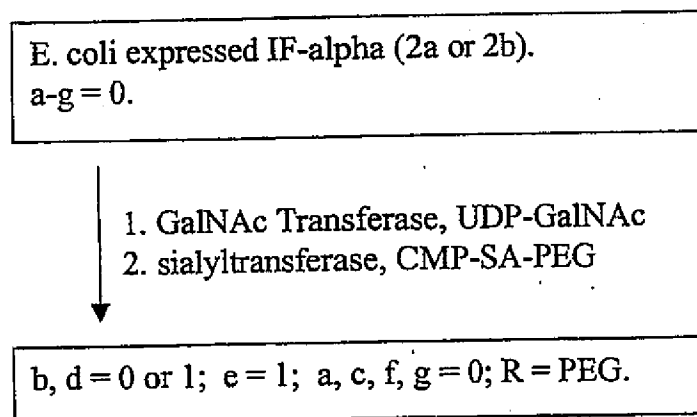 E. coli expressed IF-alpha (2a or 2b).
a-g = 0.
1. GalNAc Transferase, UDP-GalNAc
2. sialyltransferase, CMP-SA-PEG
b, d = 0 or 1; e = 1; a, c, f, g = 0; R = PEG.